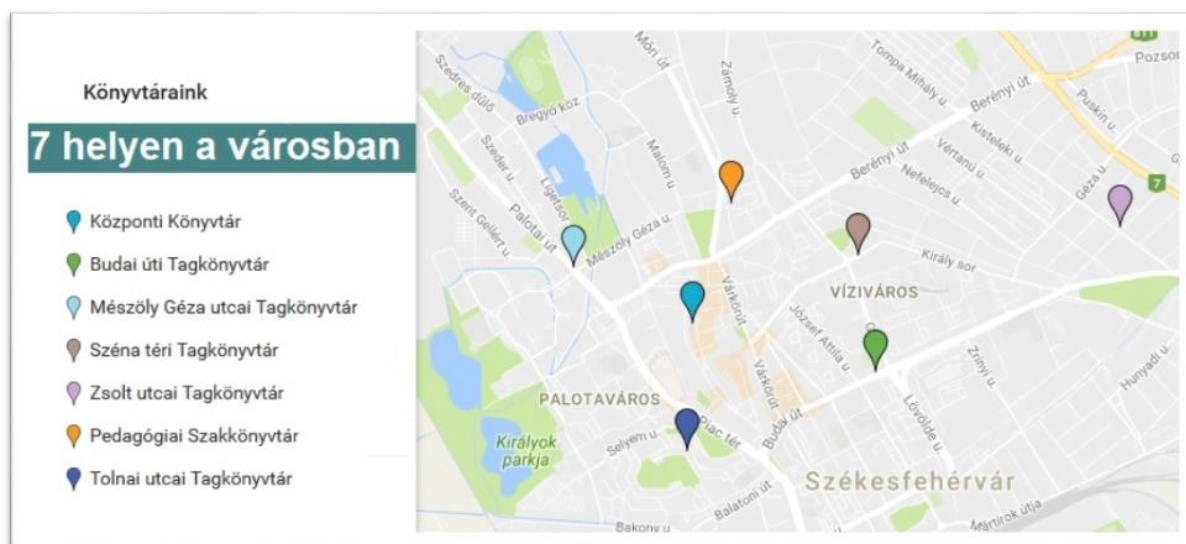 Könyvtáraink
7 helyen a városban
Központi Könyvtár
Budai úti Tagkönyvtár
Mészöly Géza utcai Tagkönyvtár
Széna téri Tagkönyvtár
Zsolt utcai Tagkönyvtár
Pedagógiai Szakkönyvtár
Tolnai utcai Tagkönyvtár
Móri út
Zámoly u.
Tompa Mihály u.
Berényi út
Szedres dűlő
Bregyó köz
Puskin u.
Kisteleki u.
Szeder u.
Malom u.
Berényi út
Vértanú u.
Nefelejcs u.
Géza u.
7
Ligetsor
Szent Gellért u.
Palotai út
Mészöly Géza u.
Király sor
Várkörút
VÍZIVÁROS
József Attila u.
Zrínyi u.
Hunyadi u.
PALOTAVÁROS
Várkörút
Piac tér
Budai út
Lövölde u.
Selyem u.
Királyok
parkja
Székesfehérvár
Balatoni út
Bakony u.
Mártírok útja